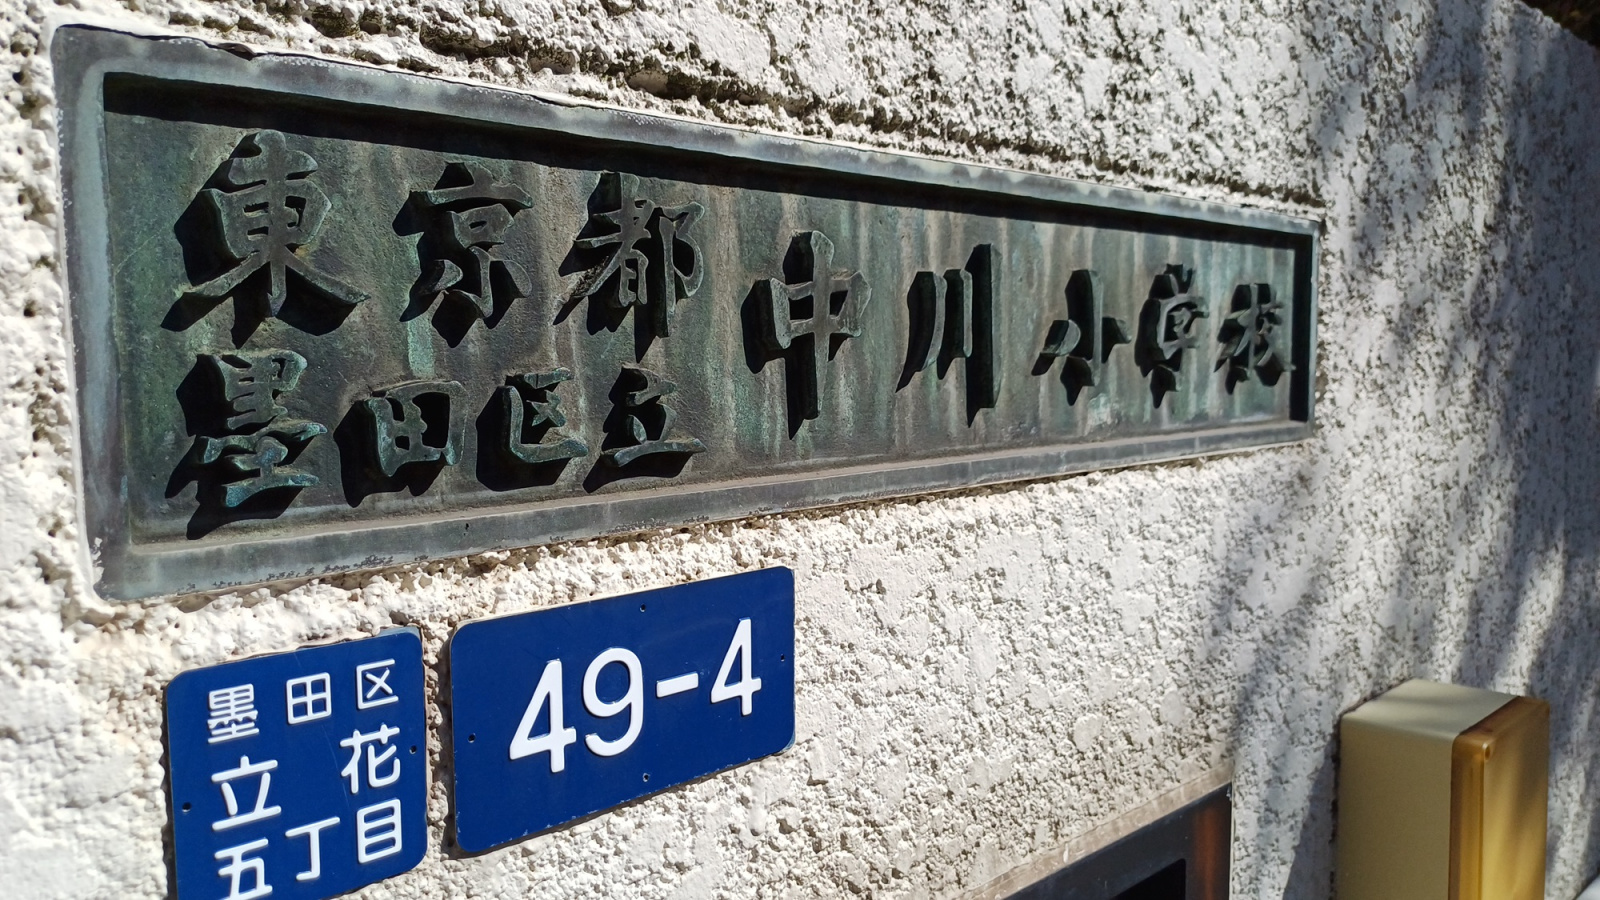 東京都
墨田区立
中川小学校
墨田区
立花
五丁目
49-4